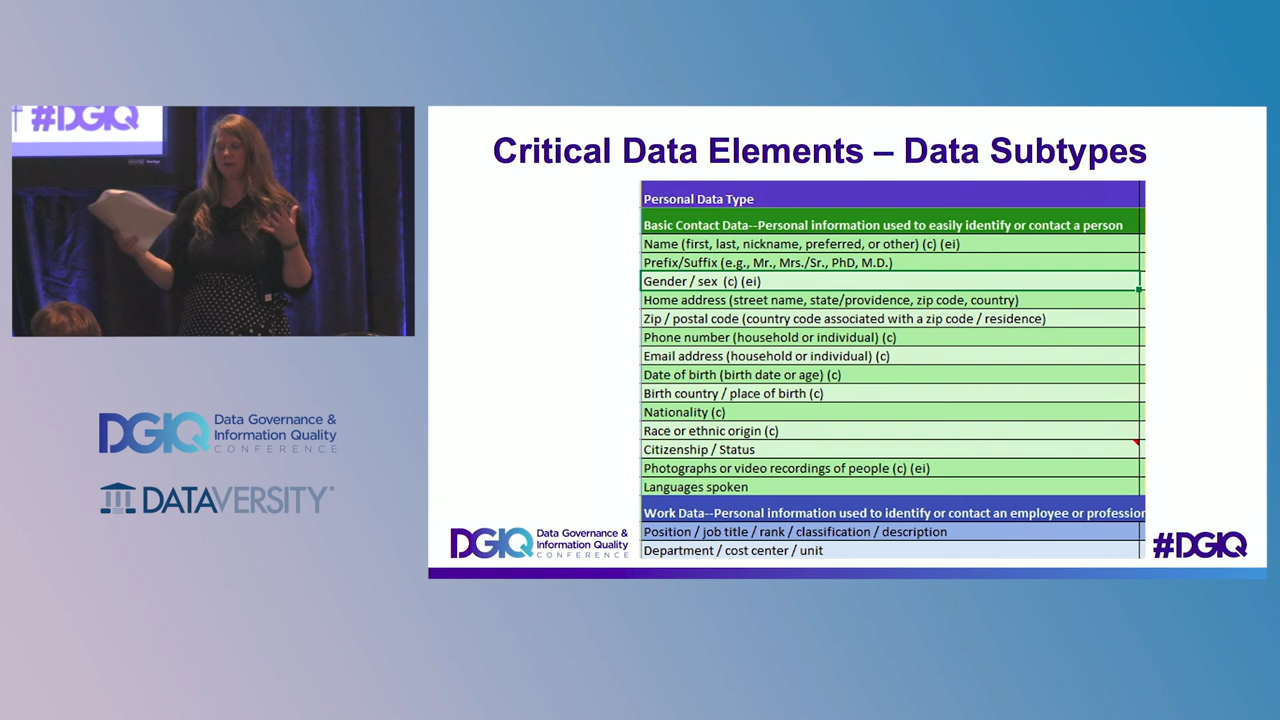 #DGIQ
Critical Data Elements – Data Subtypes
Personal Data Type
Basic Contact Data--Personal information used to easily identify or contact a person
Name (first, last, nickname, preferred, or other) (c) (ei)
Prefix/Suffix (e.g., Mr., Mrs./Sr., PhD, M.D.)
Gender / sex (c) (ei)
Home address (street name, state/providence, zip code, country)
Zip / postal code (country code associated with a zip code / residence)
Phone number (household or individual) (c)
Email address (household or individual) (c)
Date of birth (birth date or age) (c)
Birth country / place of birth (c)
Nationality (c)
Race or ethnic origin (c)
Citizenship / Status
Photographs or video recordings of people (c) (ei)
Languages spoken
Work Data--Personal information used to identify or contact an employee or profession
Position / job title / rank / classification / description
Department / cost center / unit
DGIQ Data Governance &
Information Quality
CONFERENCE
#DGIQ
DGIQ Data Governance &
Information Quality
CONFERENCE
DATAVERSITY